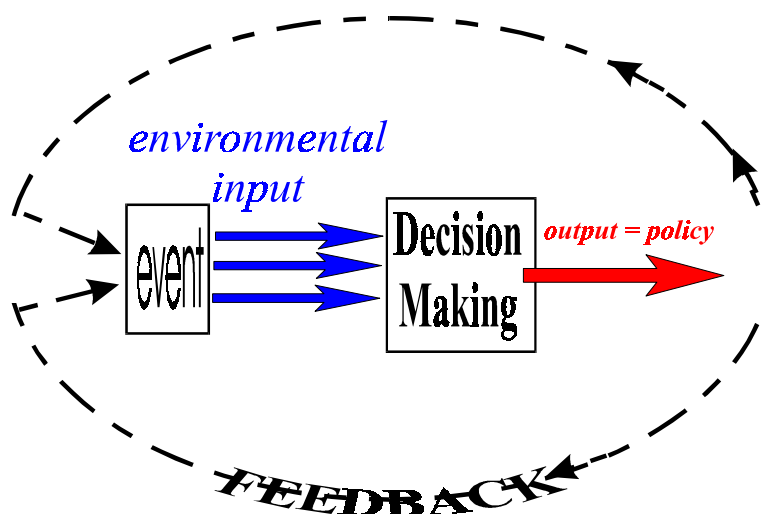 environmental
input
event
Decision
Making
output = policy
FEEDBACK